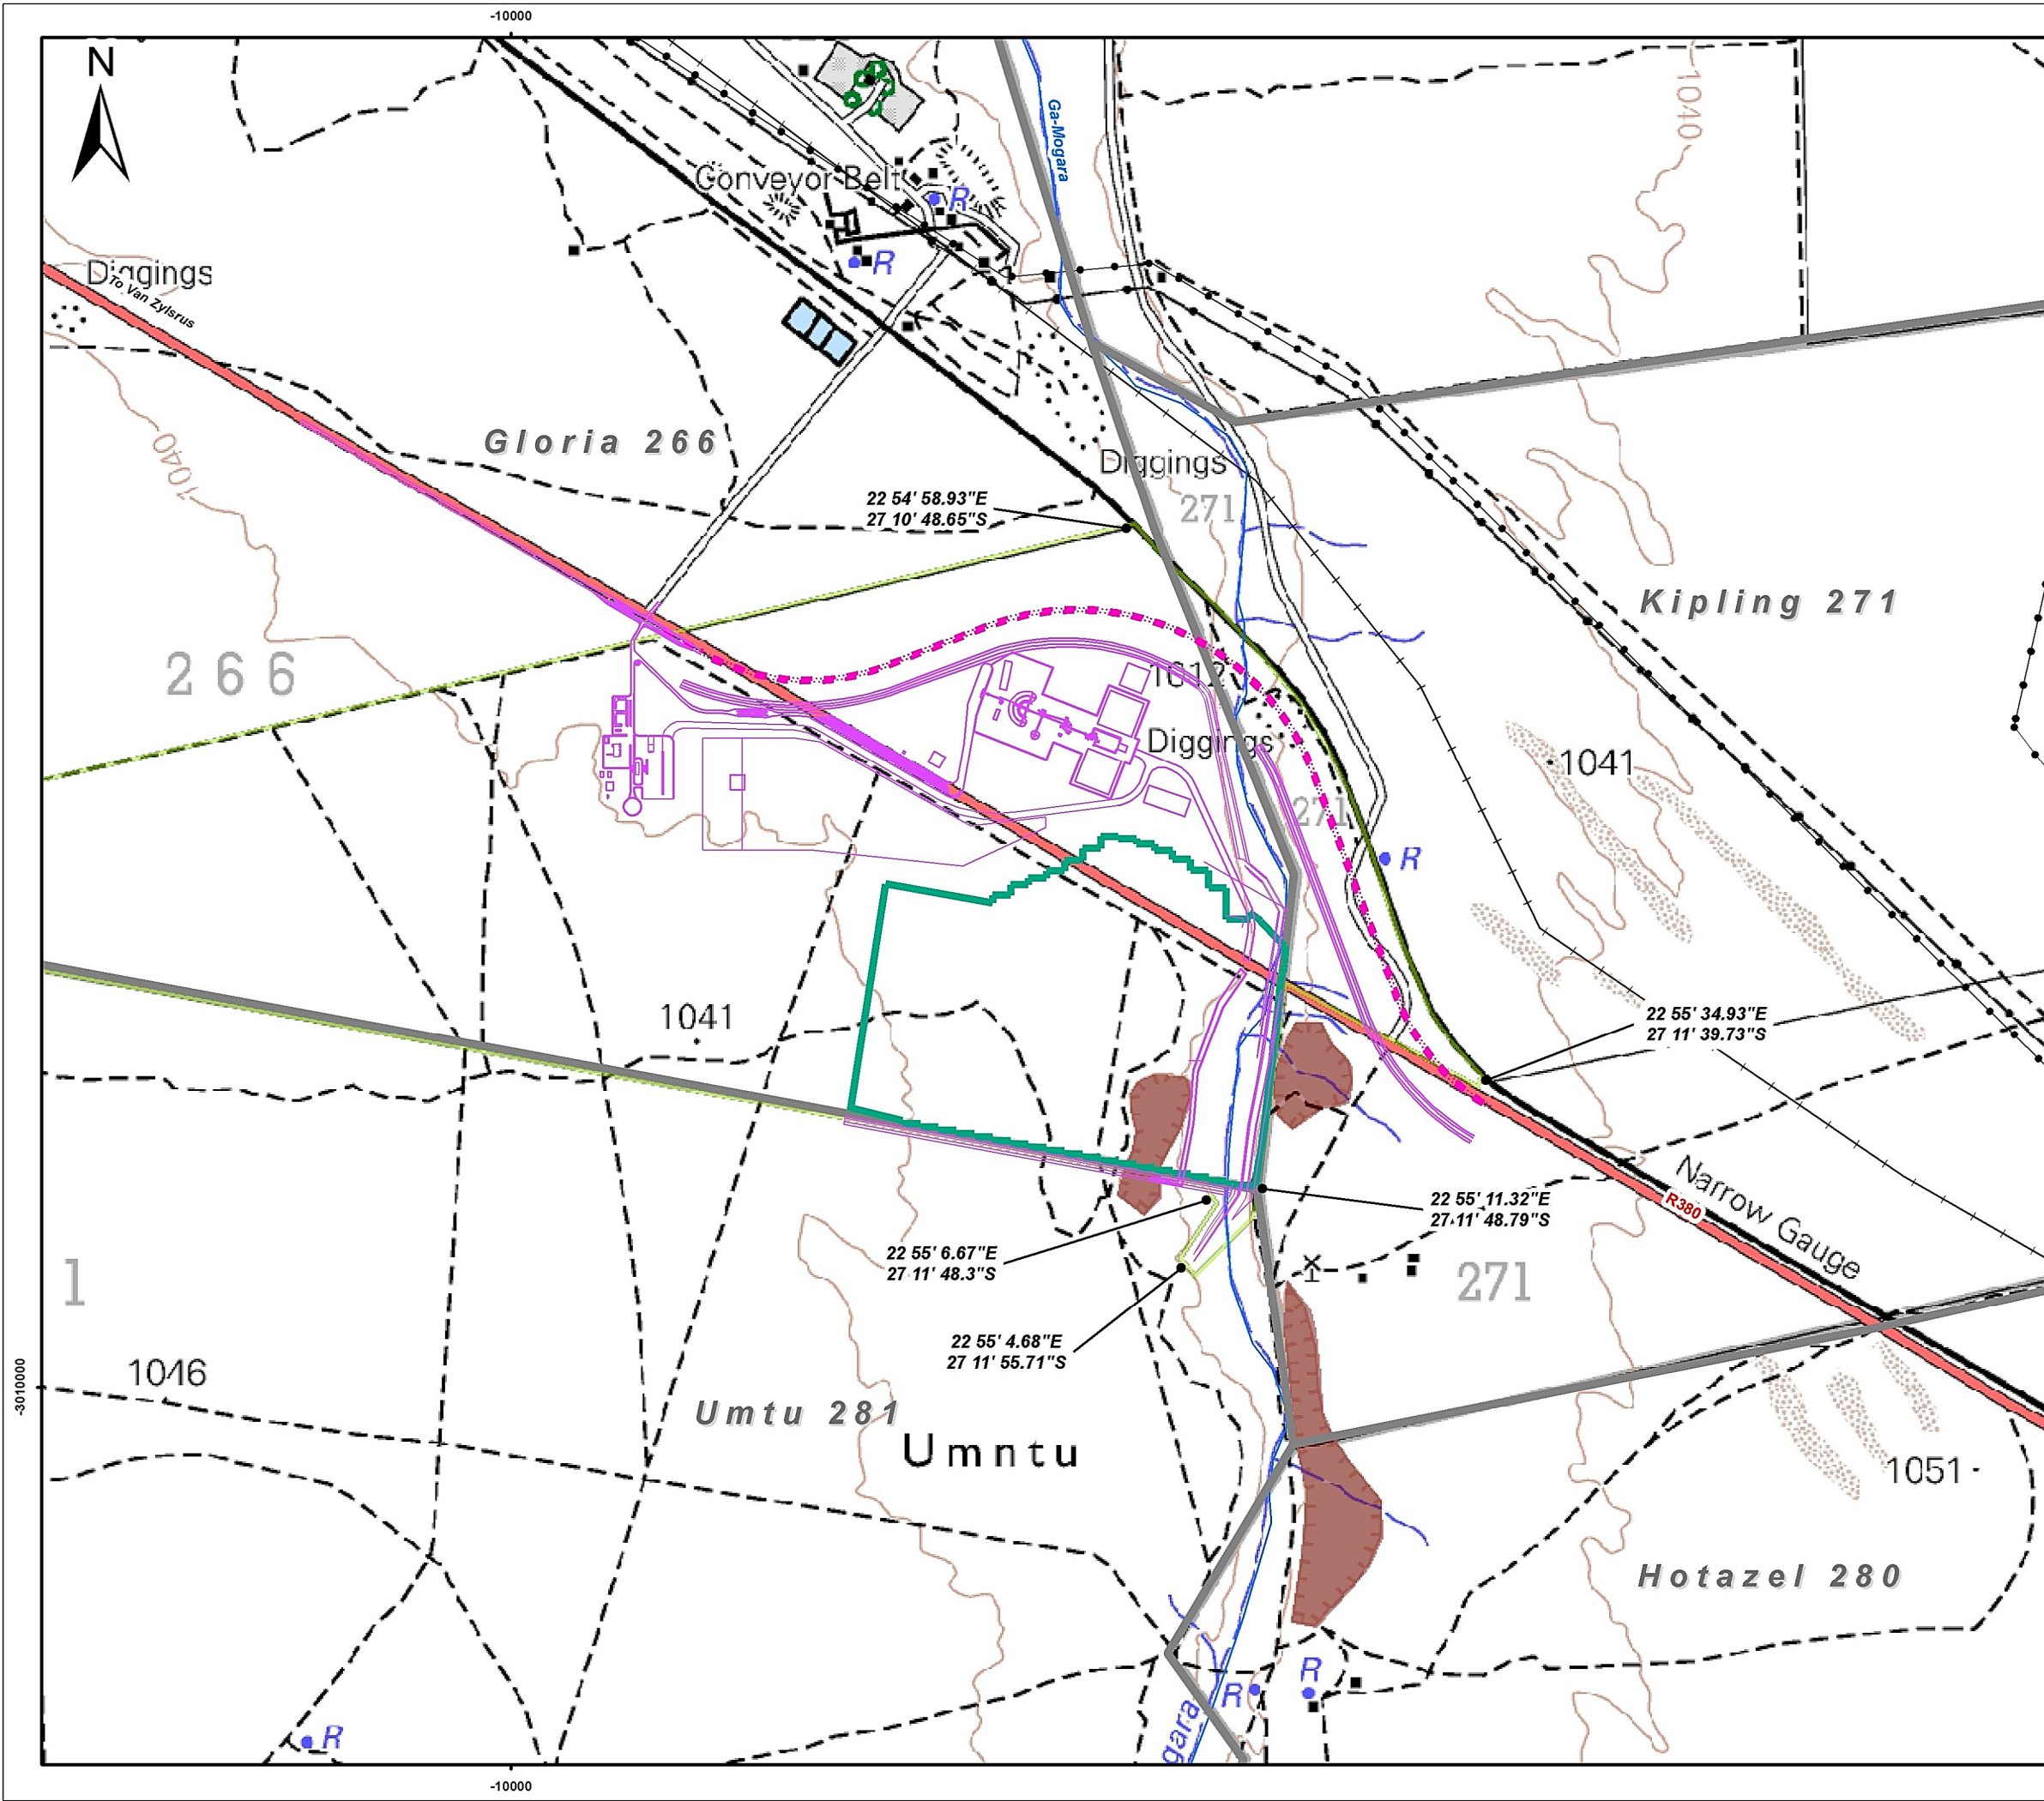 -10000
N
1040
Ga-Mogara
Conveyor Belt
R
R
Diggings
To Van Zylsrus
1040
Gloria 266
Diggings
22 54' 58.93"E
27 10' 48.65"S
271
Kipling 271
266
1012
Diggings
1041
271
R
22 55' 34.93"E
27 11' 39.73"S
1041
Narrow Gauge
R380
22 55' 11.32"E
27 11' 48.79"S
22 55' 6.67"E
27 11' 48.3"S
271
1
22 55' 4.68"E
27 11' 55.71"S
1046
-3010000
Umtu 281
Umntu
1051
Hotazel 280
R
R
gara
R
-10000